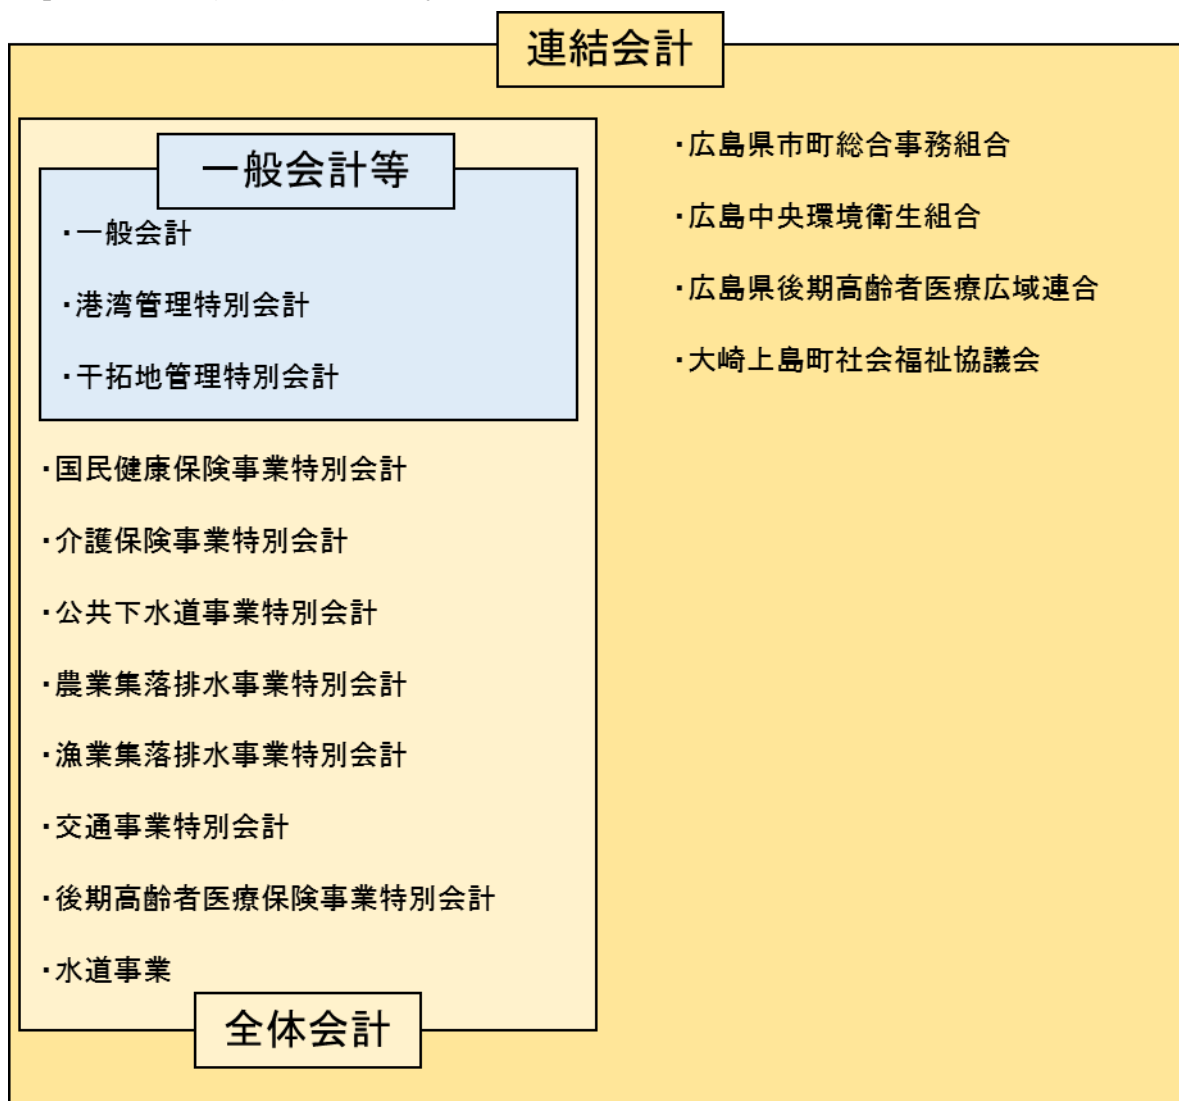 連結会計
一般会計等
・一般会計
・港湾管理特別会計
・干拓地管理特別会計
・国民健康保険事業特別会計
・介護保険事業特別会計
・公共下水道事業特別会計
・農業集落排水事業特別会計
・漁業集落排水事業特別会計
・交通事業特別会計
・後期高齢者医療保険事業特別会計
・水道事業
全体会計
・広島県市町総合事務組合
・広島中央環境衛生組合
・広島県後期高齢者医療広域連合
・大崎上島町社会福祉協議会